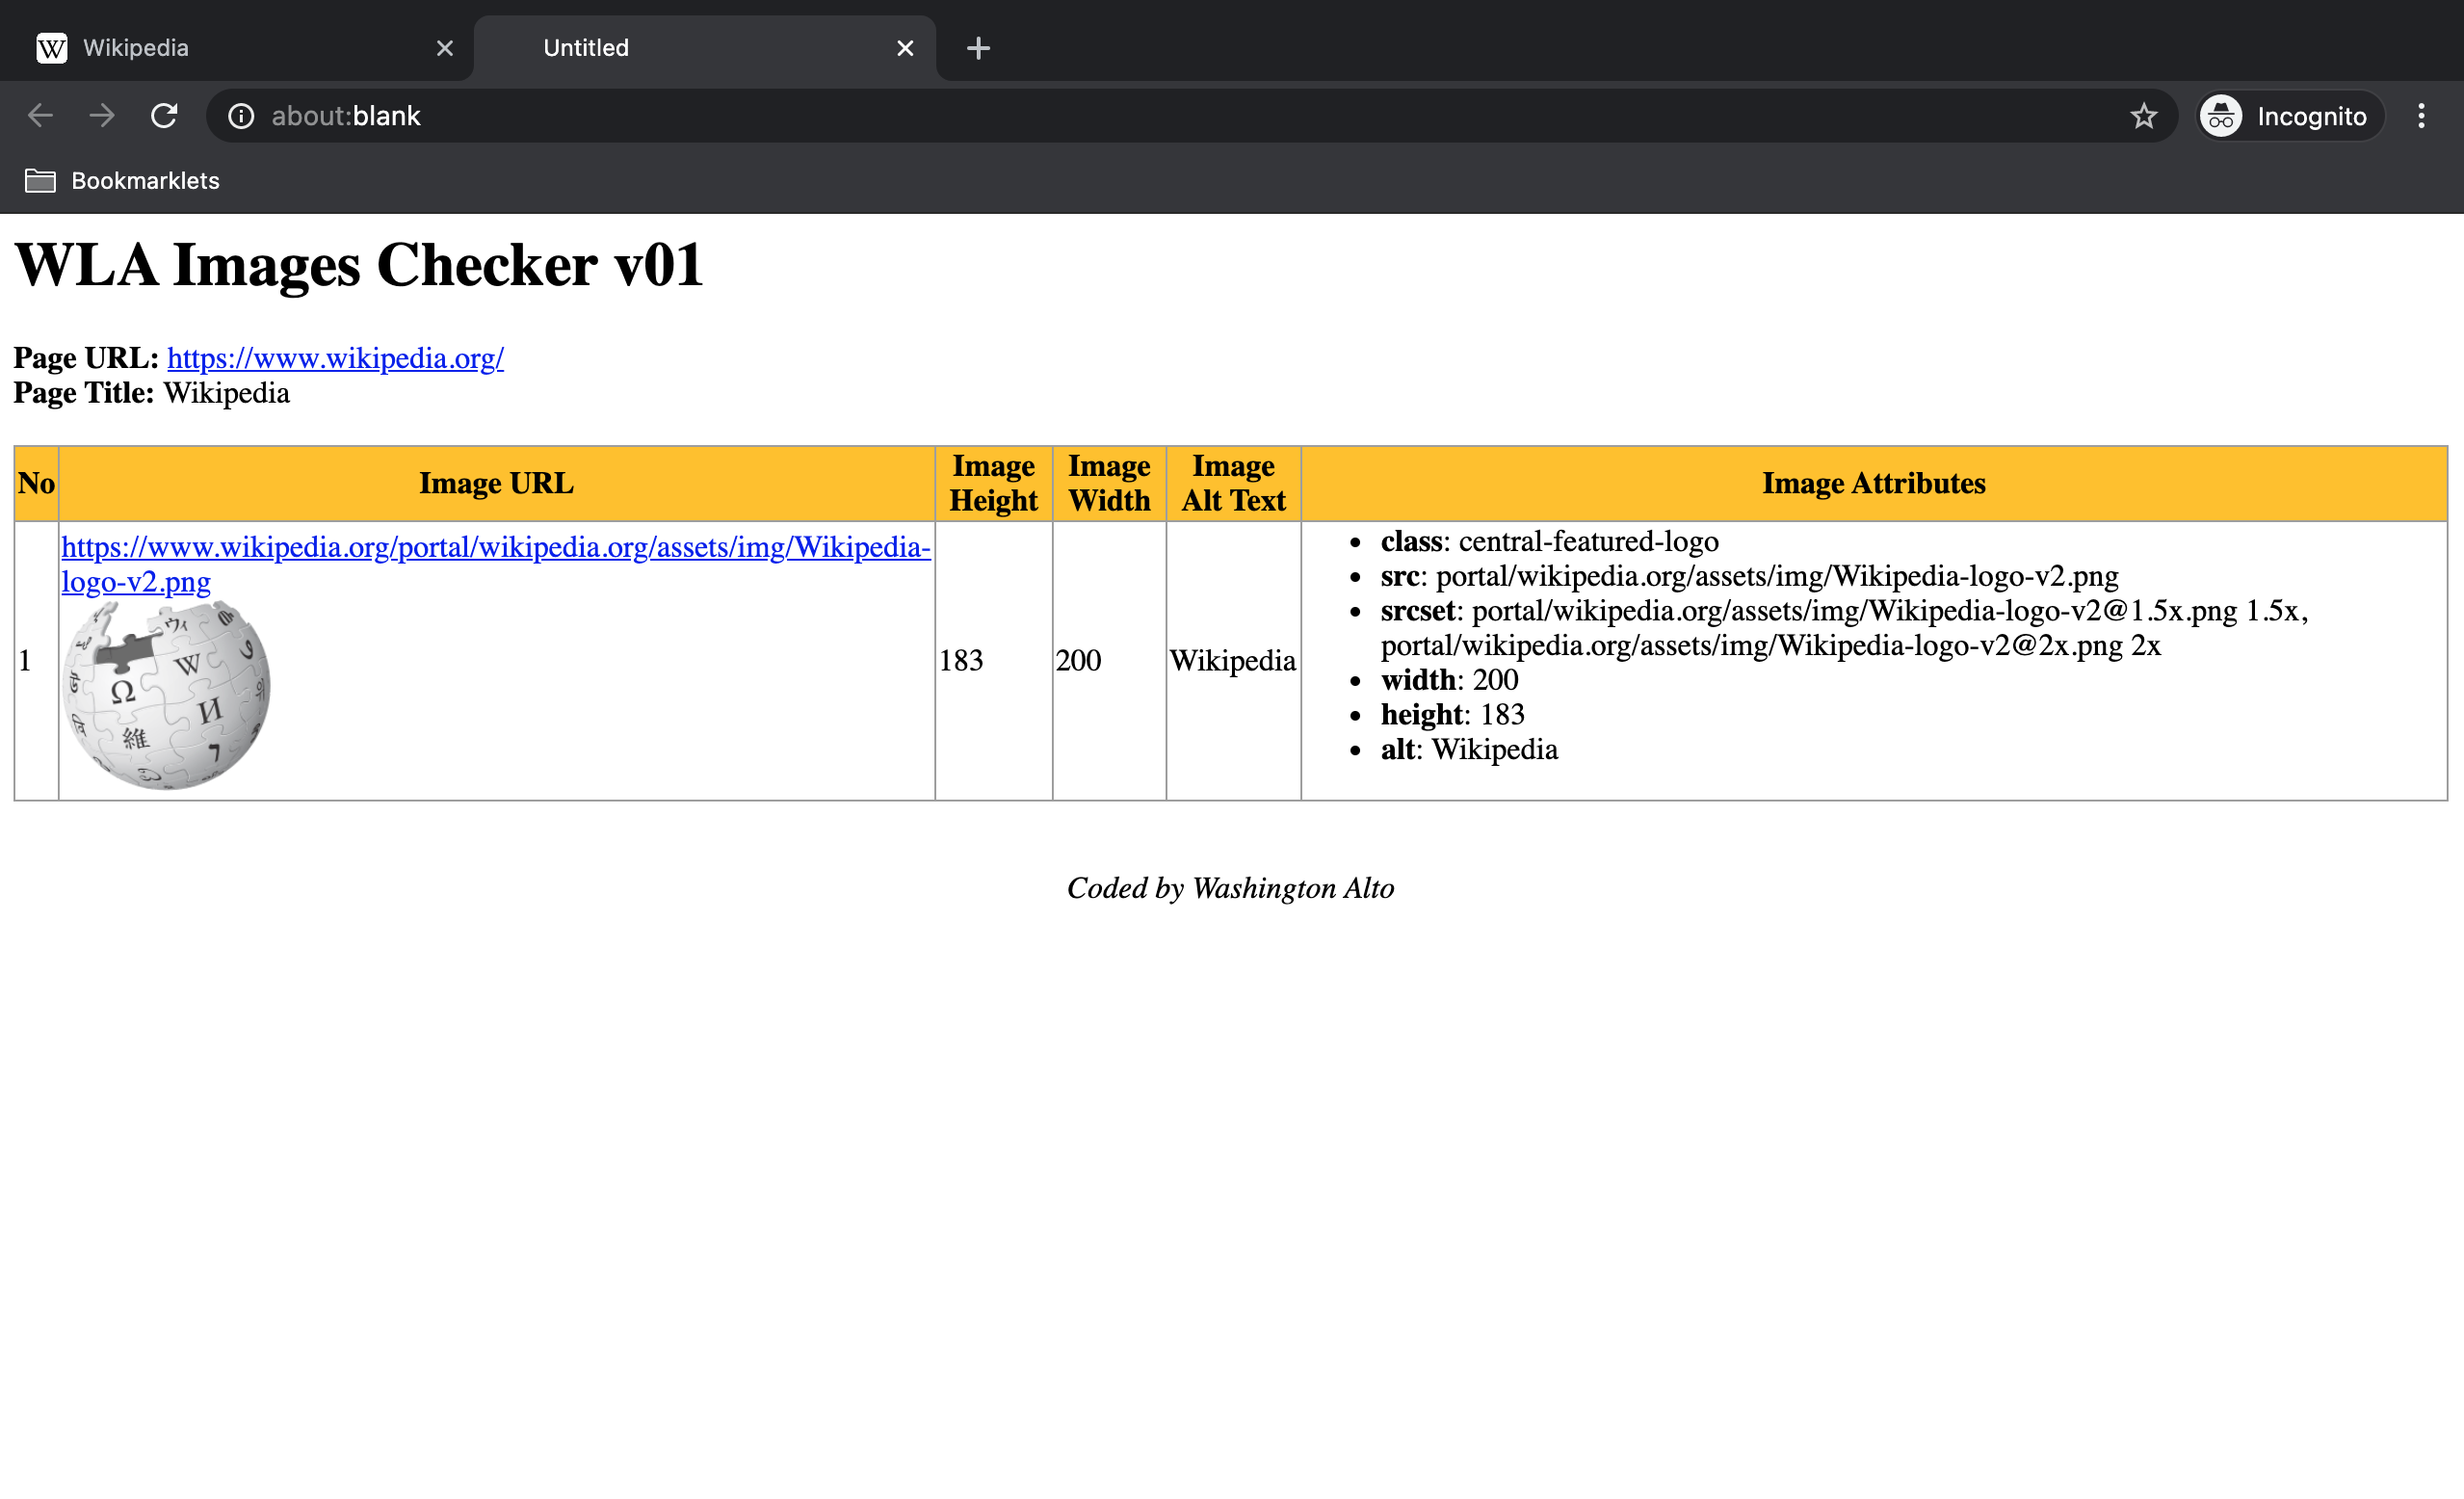 Wikipedia
Untitled
about:blank
Incognito
Bookmarklets
WLA Images Checker v01
Page URL: https://www.wikipedia.org/
Page Title: Wikipedia
No
Image URL
Image
Height
Image
Width
Image
Alt Text
Image Attributes
1
https://www.wikipedia.org/portal/wikipedia.org/assets/img/Wikipedia-
logo-v2.png
W
Ω
И
維
183
200
Wikipedia
• class: central-featured-logo
• src: portal/wikipedia.org/assets/img/Wikipedia-logo-v2.png
• srcset: portal/wikipedia.org/assets/img/Wikipedia-logo-v2@1.5x.png 1.5x,
portal/wikipedia.org/assets/img/Wikipedia-logo-v2@2x.png 2x
• width: 200
• height: 183
• alt: Wikipedia
Coded by Washington Alto